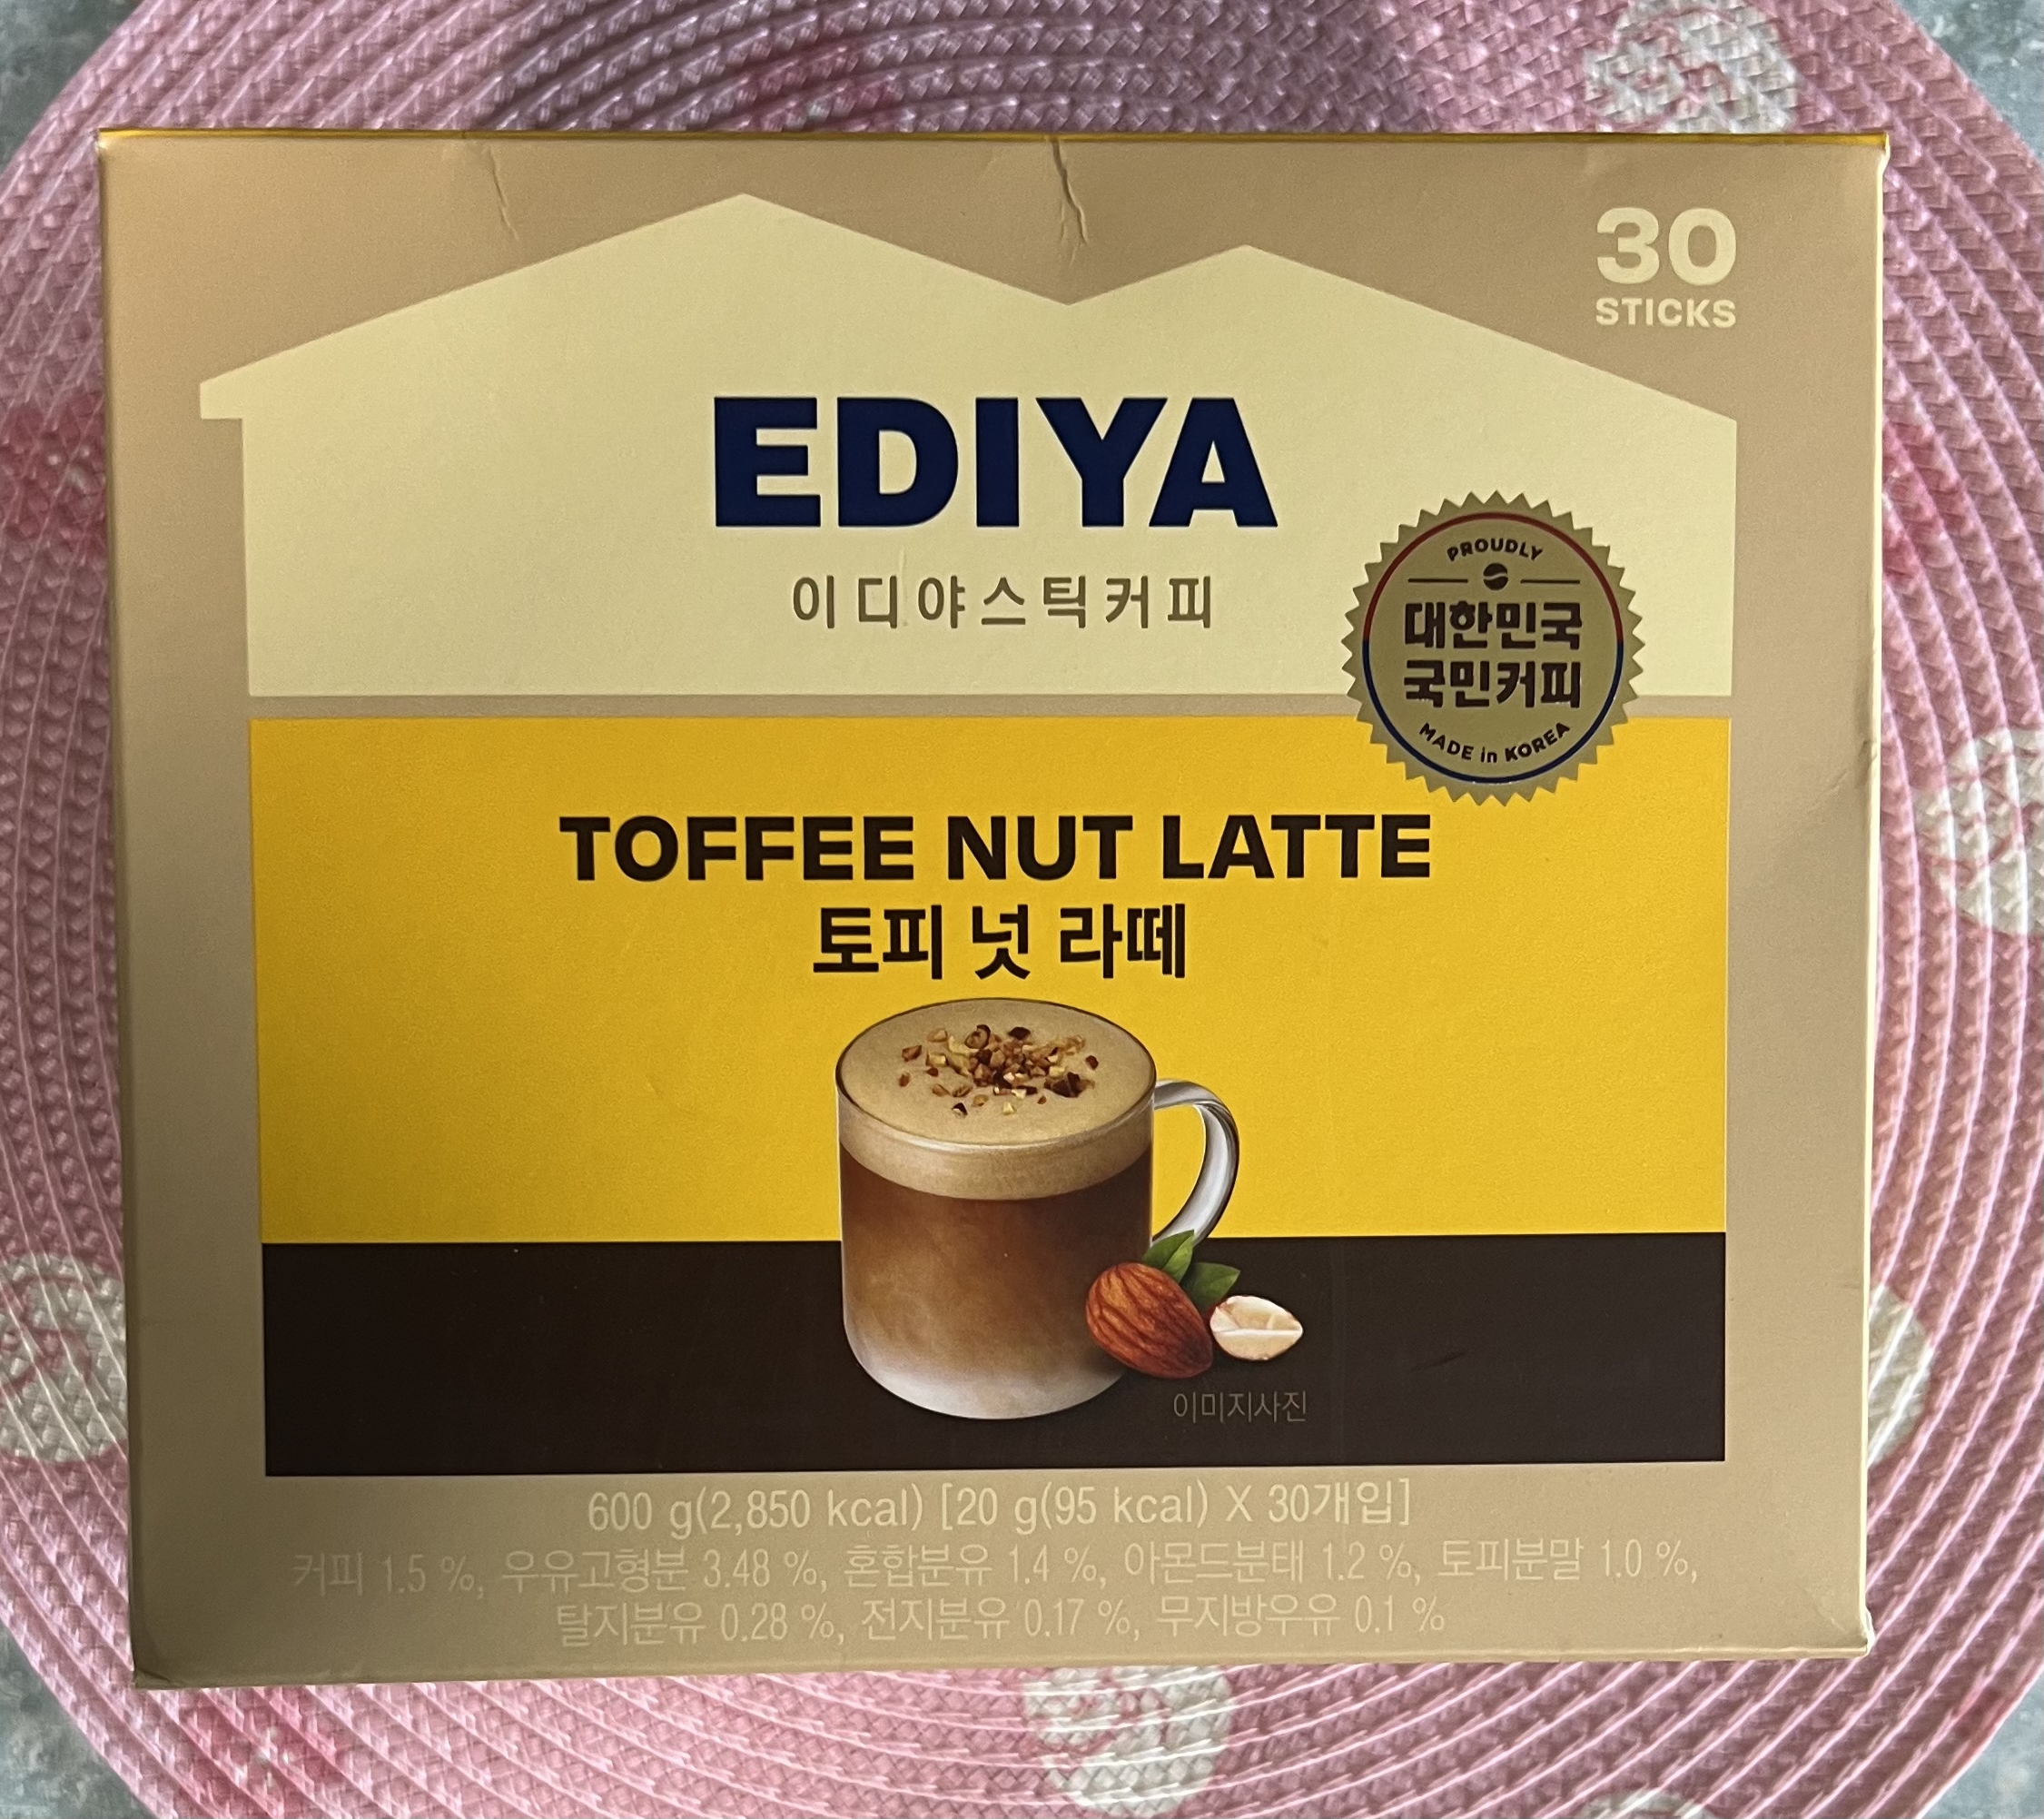 30
STICKS
EDIYA
이디야스틱커피
PROUDLY
대한민국
국민커피
MADE in KOREA
TOFFEE NUT LATTE
토피 넛 라떼
이미지사진
600 g(2,850 kcal) [20 g(95 kcal) X 30개입]
커피 1.5 %, 우유고형분 3.48 %, 혼합분유 1.4 %, 아몬드분태 1.2 %, 토피분말 1.0 %,
탈지분유 0.28 %, 전지분유 0.17 %, 무지방우유 0.1 %